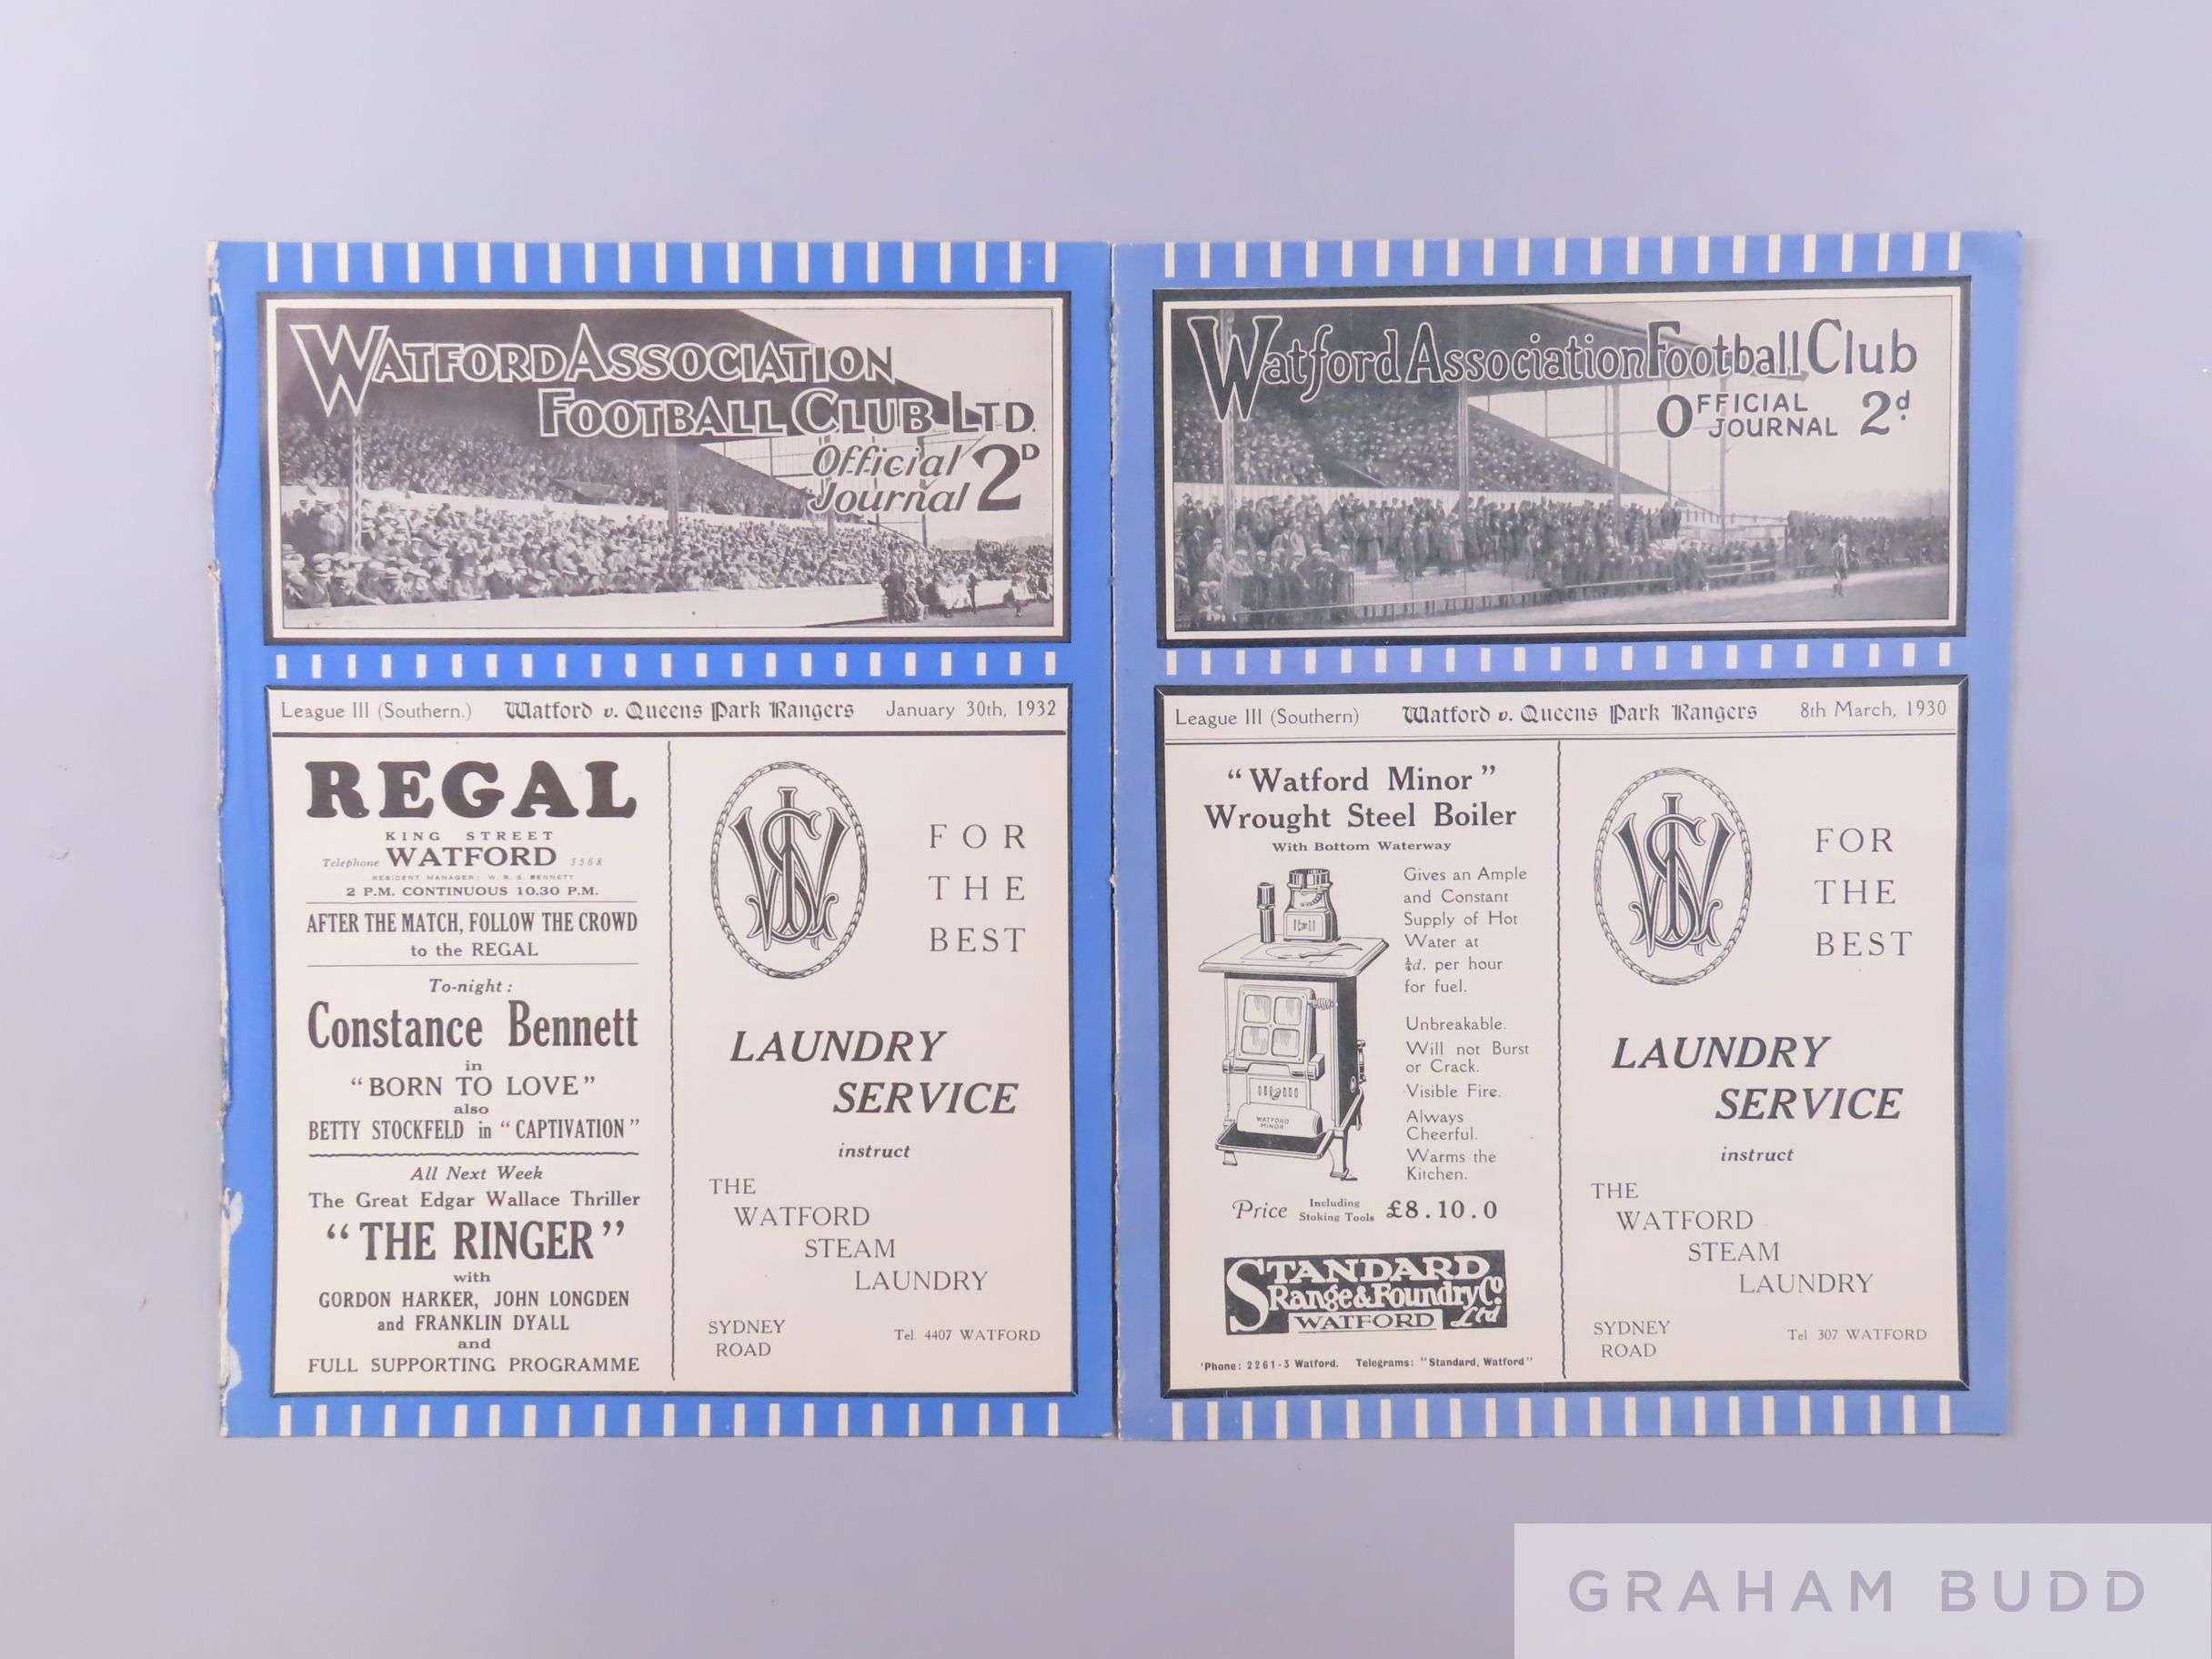 WATFORD ASSOCIATION
FOOTBALL CLUB LTD.
Official
Journal 2D
League III (Southern.) Watford v. Queens Park Rangers January 30th, 1932
REGAL
KING STREET
Telephone WATFORD 3568
RESIDENT MANAGER: W. R. S. BENNETT
2 P.M. CONTINUOUS 10.30 P.M.
AFTER THE MATCH, FOLLOW THE CROWD
to the REGAL
To-night:
Constance Bennett
in
"BORN TO LOVE"
also
BETTY STOCKFELD in "CAPTIVATION"
All Next Week
The Great Edgar Wallace Thriller
"THE RINGER"
with
GORDON HARKER, JOHN LONGDEN
and FRANKLIN DYALL
and
FULL SUPPORTING PROGRAMME
WSL
FOR
THE
BEST
LAUNDRY
SERVICE
instruct
THE
WATFORD
STEAM
LAUNDRY
SYDNEY
ROAD
Tel. 4407 WATFORD
Watford Association Football Club
OFFICIAL
JOURNAL 2d.
League III (Southern) Watford v. Queens Park Rangers 8th March, 1930
"Watford Minor"
Wrought Steel Boiler
With Bottom Waterway
Gives an Ample
and Constant
Supply of Hot
Water at
¼d. per hour
for fuel.
Unbreakable.
Will not Burst
or Crack.
Visible Fire.
Always
Cheerful.
Warms the
Kitchen.
WATFORD
MINOR
Price Including Stoking Tools £8.10.0
STANDARD
Range & Foundry Co.
WATFORD Ltd
'Phone: 2261-3 Watford. Telegrams: "Standard, Watford"
WSL
FOR
THE
BEST
LAUNDRY
SERVICE
instruct
THE
WATFORD
STEAM
LAUNDRY
SYDNEY
ROAD
Tel 307 WATFORD
GRAHAM BUDD